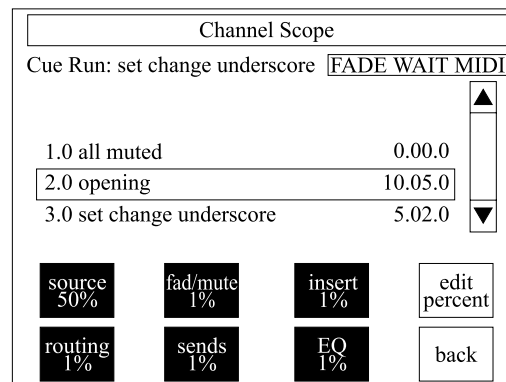 Channel Scope
Cue Run: set change underscore FADE WAIT MIDI
1.0 all muted 0.00.0
2.0 opening 10.05.0
3.0 set change underscore 5.02.0
source fad/mute insert edit
50% 1% 1% percent
routing sends EQ back
1% 1% 1%